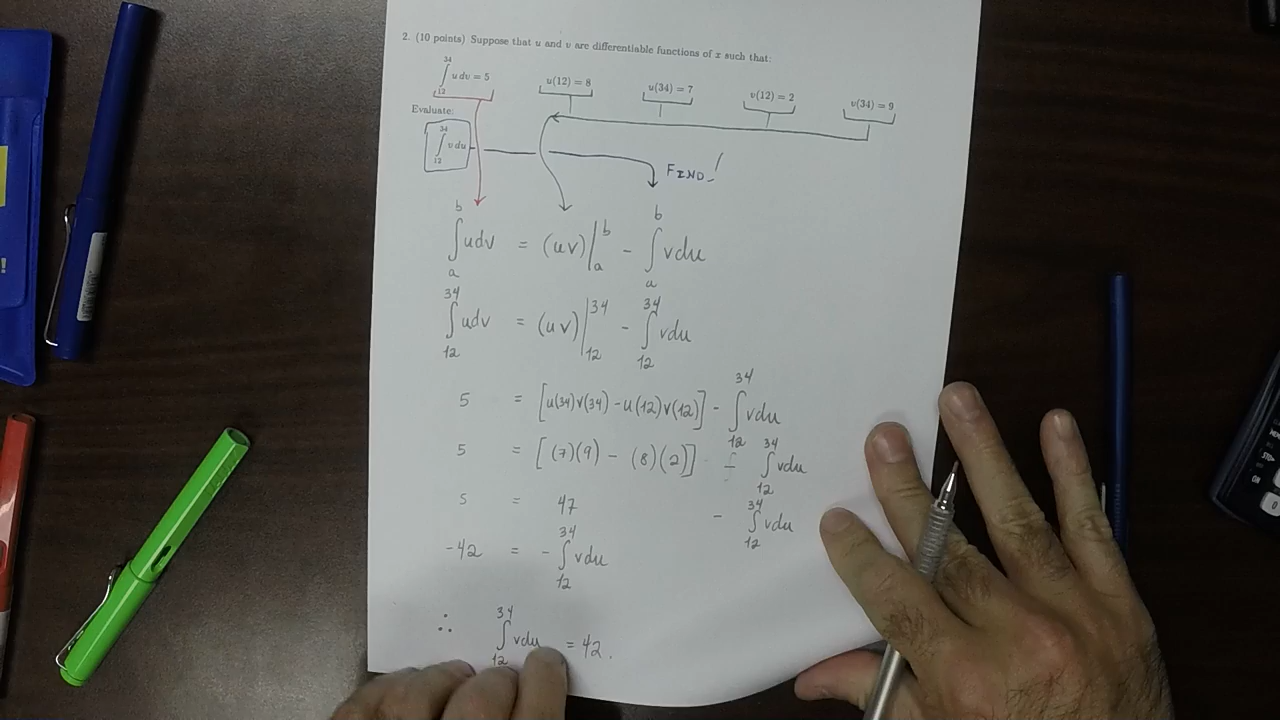 2. (10 points) Suppose that u and v are differentiable functions of x such that:
∫₁₂³⁴ u dv = 5 u(12) = 8 u(34) = 7 v(12) = 2 v(34) = 9
Evaluate:
∫₁₂³⁴ v du FIND!
∫ₐᵇ udv = (uv)|ₐᵇ - ∫ₐᵇ vdu
∫₁₂³⁴ udv = (uv)|₁₂³⁴ - ∫₁₂³⁴ vdu
5 = [u(34)v(34) - u(12)v(12)] - ∫₁₂³⁴ vdu
5 = [(7)(9) - (8)(2)] - ∫₁₂³⁴ vdu
5 = 47 - ∫₁₂³⁴ vdu
-42 = - ∫₁₂³⁴ vdu
∴ ∫₁₂³⁴ vdu = 42.